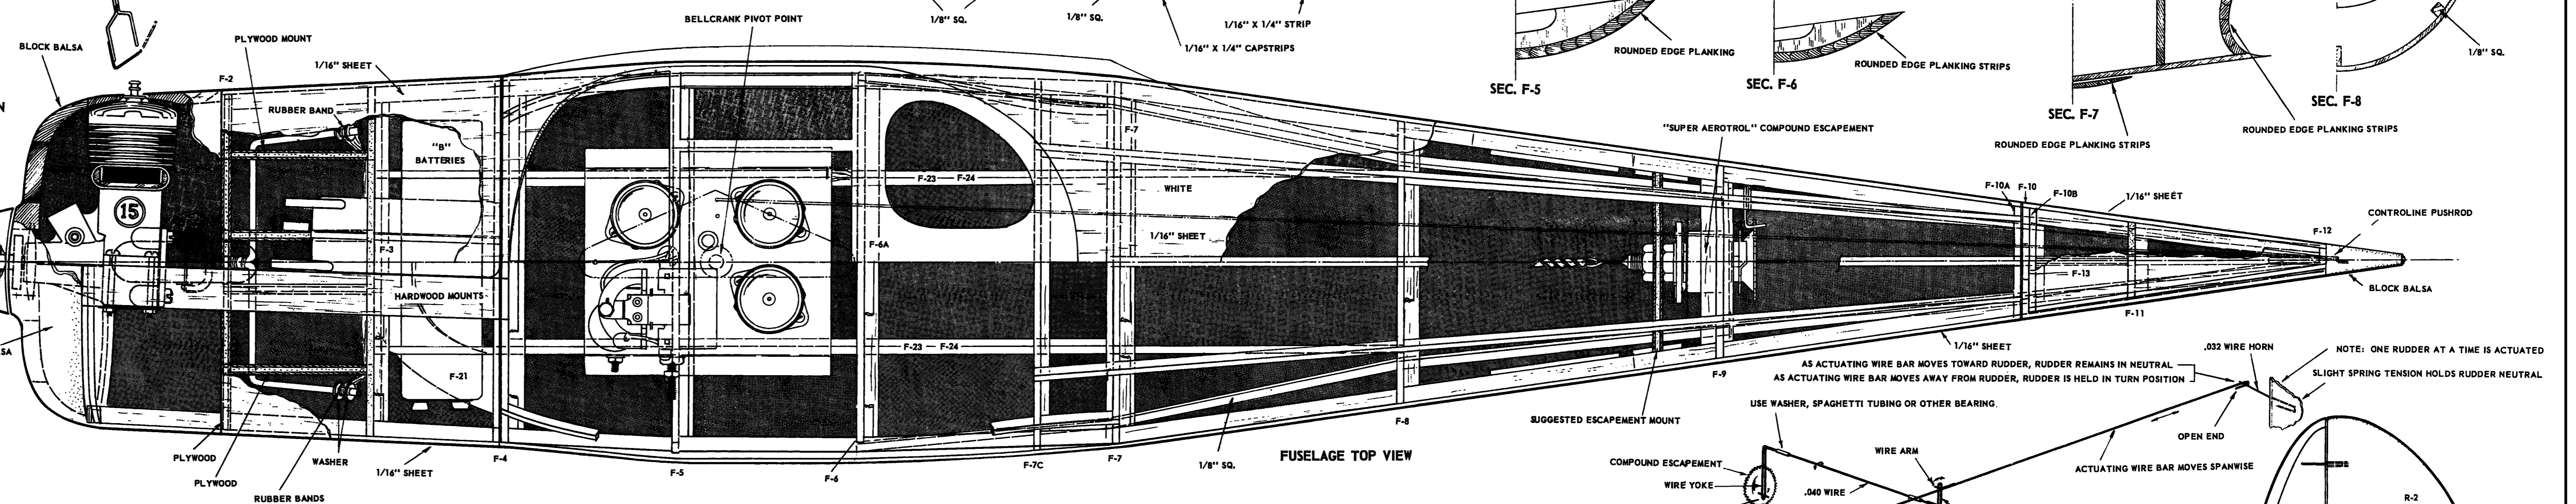 BELLCRANK PIVOT POINT
1/8" SQ.
1/8" SQ.
1/16" X 1/4" STRIP
1/16" X 1/4" CAPSTRIPS
ROUNDED EDGE PLANKING
SEC. F-5
ROUNDED EDGE PLANKING STRIPS
SEC. F-6
SEC. F-7
ROUNDED EDGE PLANKING STRIPS
1/8" SQ.
SEC. F-8
ROUNDED EDGE PLANKING STRIPS
BLOCK BALSA
PLYWOOD MOUNT
1/16" SHEET
F-2
RUBBER BAND
"B"
BATTERIES
15
F-3
HARDWOOD MOUNTS
F-21
F-23 — F-24
F-23 — F-24
F-6A
F-7
WHITE
1/16" SHEET
"SUPER AEROTROL" COMPOUND ESCAPEMENT
F-10A
F-10
F-10B
1/16" SHEET
CONTROLINE PUSHROD
F-12
F-13
BLOCK BALSA
F-11
1/16" SHEET
F-9
F-8
SUGGESTED ESCAPEMENT MOUNT
PLYWOOD
PLYWOOD
RUBBER BANDS
WASHER
1/16" SHEET
F-4
F-5
F-6
F-7C
F-7
1/8" SQ.
FUSELAGE TOP VIEW
AS ACTUATING WIRE BAR MOVES TOWARD RUDDER, RUDDER REMAINS IN NEUTRAL
AS ACTUATING WIRE BAR MOVES AWAY FROM RUDDER, RUDDER IS HELD IN TURN POSITION
USE WASHER, SPAGHETTI TUBING OR OTHER BEARING.
.032 WIRE HORN
NOTE: ONE RUDDER AT A TIME IS ACTUATED
SLIGHT SPRING TENSION HOLDS RUDDER NEUTRAL
OPEN END
ACTUATING WIRE BAR MOVES SPANWISE
COMPOUND ESCAPEMENT
WIRE YOKE
.040 WIRE
WIRE ARM
R-2